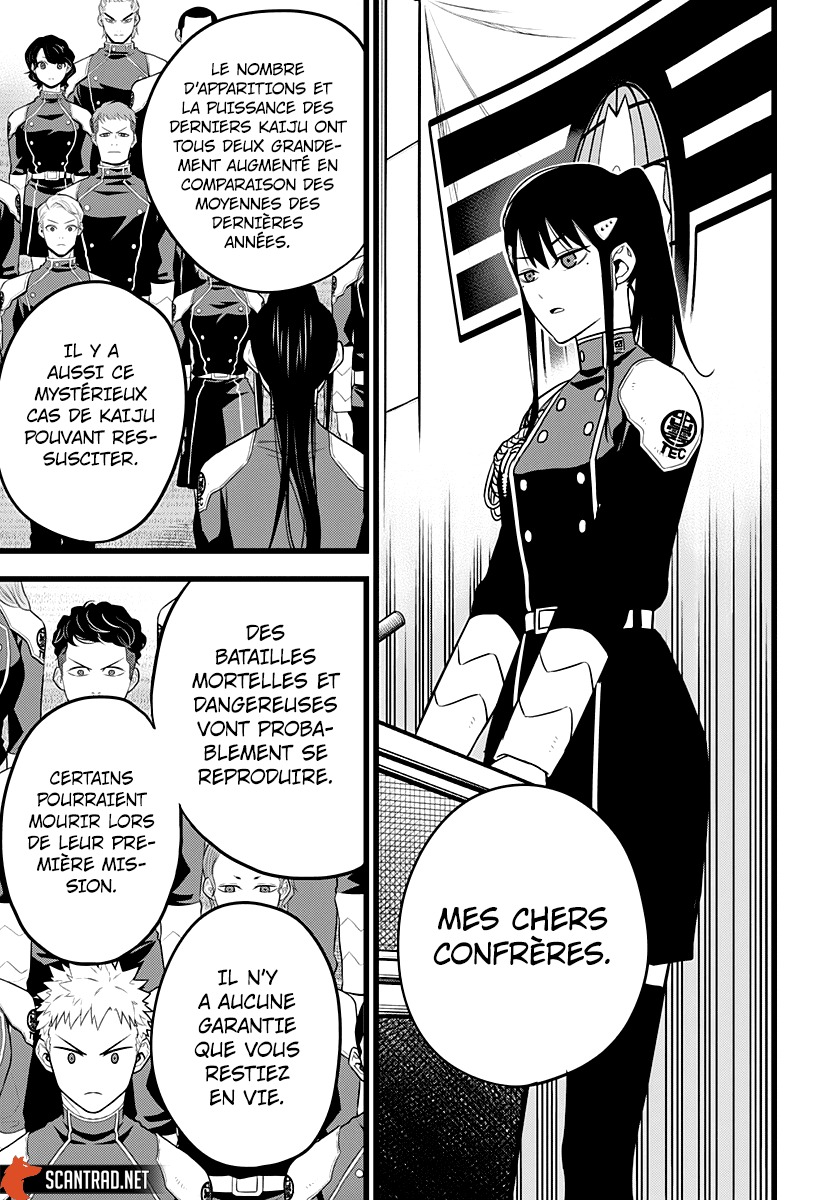 MES CHERS
CONFRÈRES.
LE NOMBRE
D'APPARITIONS ET
LA PUISSANCE DES
DERNIERS KAIJU ONT
TOUS DEUX GRANDE-
MENT AUGMENTÉ EN
COMPARAISON DES
MOYENNES DES
DERNIÈRES
ANNÉES.
IL Y A
AUSSI CE
MYSTÉRIEUX
CAS DE KAIJU
POUVANT RES-
SUSCITER.
DES
BATAILLES
MORTELLES ET
DANGEREUSES
VONT PROBA-
BLEMENT SE
REPRODUIRE.
CERTAINS
POURRAIENT
MOURIR LORS
DE LEUR PRE-
MIÈRE MIS-
SION.
IL N'Y
A AUCUNE
GARANTIE
QUE VOUS
RESTIEZ
EN VIE.
TEC
SCANTRAD.NET